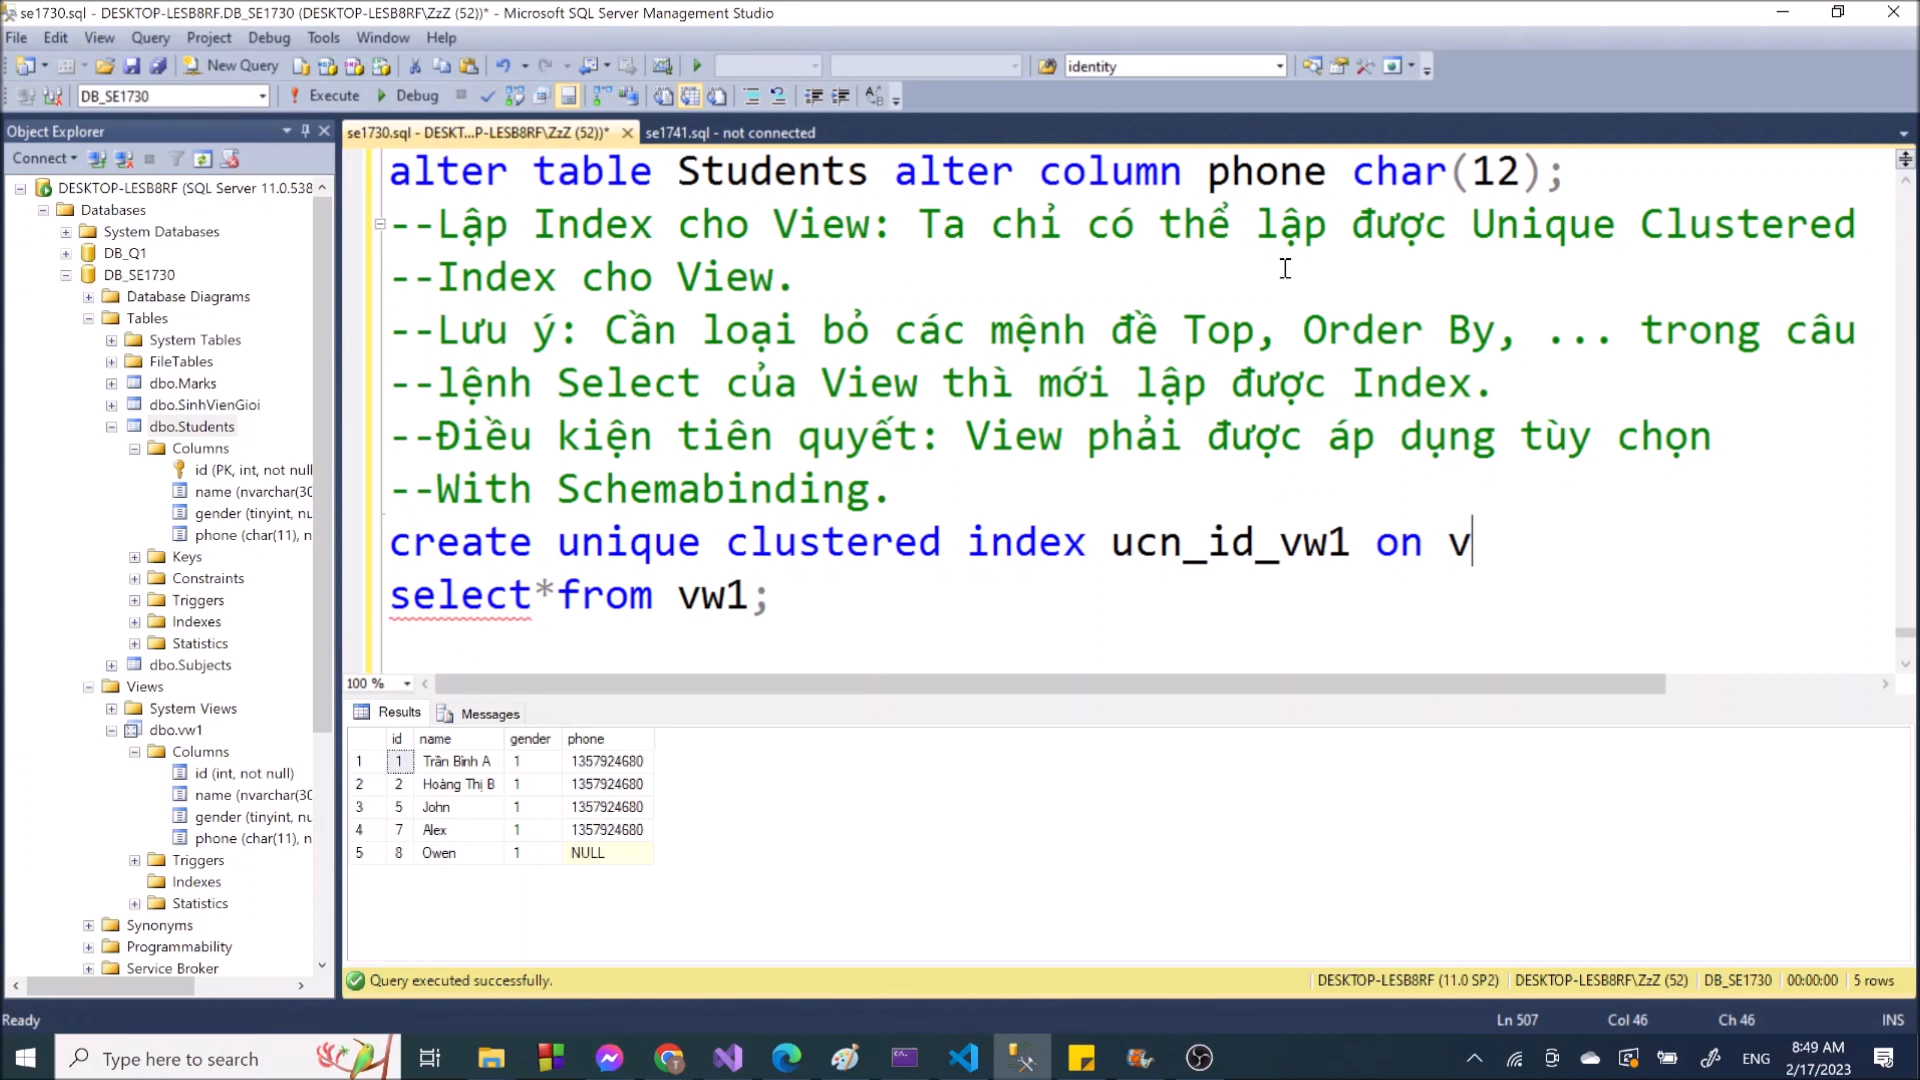 se1730.sql - DESKTOP-LESB8RF.DB_SE1730 (DESKTOP-LESB8RF\ZzZ (52))* - Microsoft SQL Server Management Studio
File Edit View Query Project Debug Tools Window Help
New Query identity
DB_SE1730 Execute Debug
Object Explorer
se1730.sql - DESKT...P-LESB8RF\ZzZ (52))* se1741.sql - not connected
Connect
DESKTOP-LESB8RF (SQL Server 11.0.538
Databases
System Databases
DB_Q1
DB_SE1730
Database Diagrams
Tables
System Tables
FileTables
dbo.Marks
dbo.SinhVienGioi
dbo.Students
Columns
id (PK, int, not null
name (nvarchar(30
gender (tinyint, nu
phone (char(11), n
Keys
Constraints
Triggers
Indexes
Statistics
dbo.Subjects
Views
System Views
dbo.vw1
Columns
id (int, not null)
name (nvarchar(30
gender (tinyint, nu
phone (char(11), n
Triggers
Indexes
Statistics
Synonyms
Programmability
Service Broker
alter table Students alter column phone char(12);
--Lập Index cho View: Ta chỉ có thể lập được Unique Clustered
--Index cho View.
--Lưu ý: Cần loại bỏ các mệnh đề Top, Order By, ... trong câu
--lệnh Select của View thì mới lập được Index.
--Điều kiện tiên quyết: View phải được áp dụng tùy chọn
--With Schemabinding.
create unique clustered index ucn_id_vw1 on v
select*from vw1;
100 %
Results Messages
id name gender phone
1 1 Trần Bình A 1 1357924680
2 2 Hoàng Thị B 1 1357924680
3 5 John 1 1357924680
4 7 Alex 1 1357924680
5 8 Owen 1 NULL
Query executed successfully. DESKTOP-LESB8RF (11.0 SP2) DESKTOP-LESB8RF\ZzZ (52) DB_SE1730 00:00:00 5 rows
Ready Ln 507 Col 46 Ch 46 INS
Type here to search
ENG
8:49 AM
2/17/2023